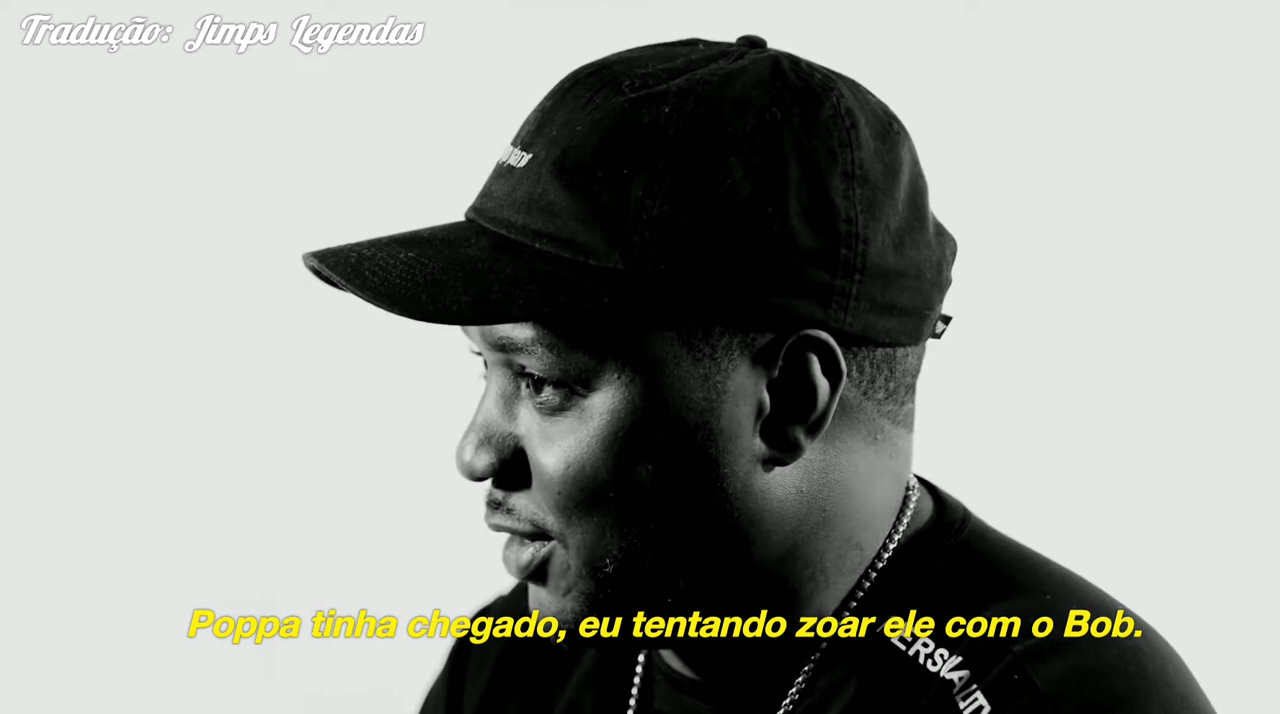 Tradução: Jimps Legendas
Poppa tinha chegado, eu tentando zoar ele com o Bob.